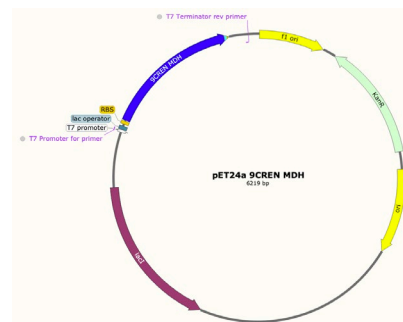 T7 Terminator rev primer
f1 ori
9CREN MDH
KanR
RBS
lac operator
T7 promoter
T7 Promoter for primer
pET24a 9CREN MDH
6219 bp
ori
lacI